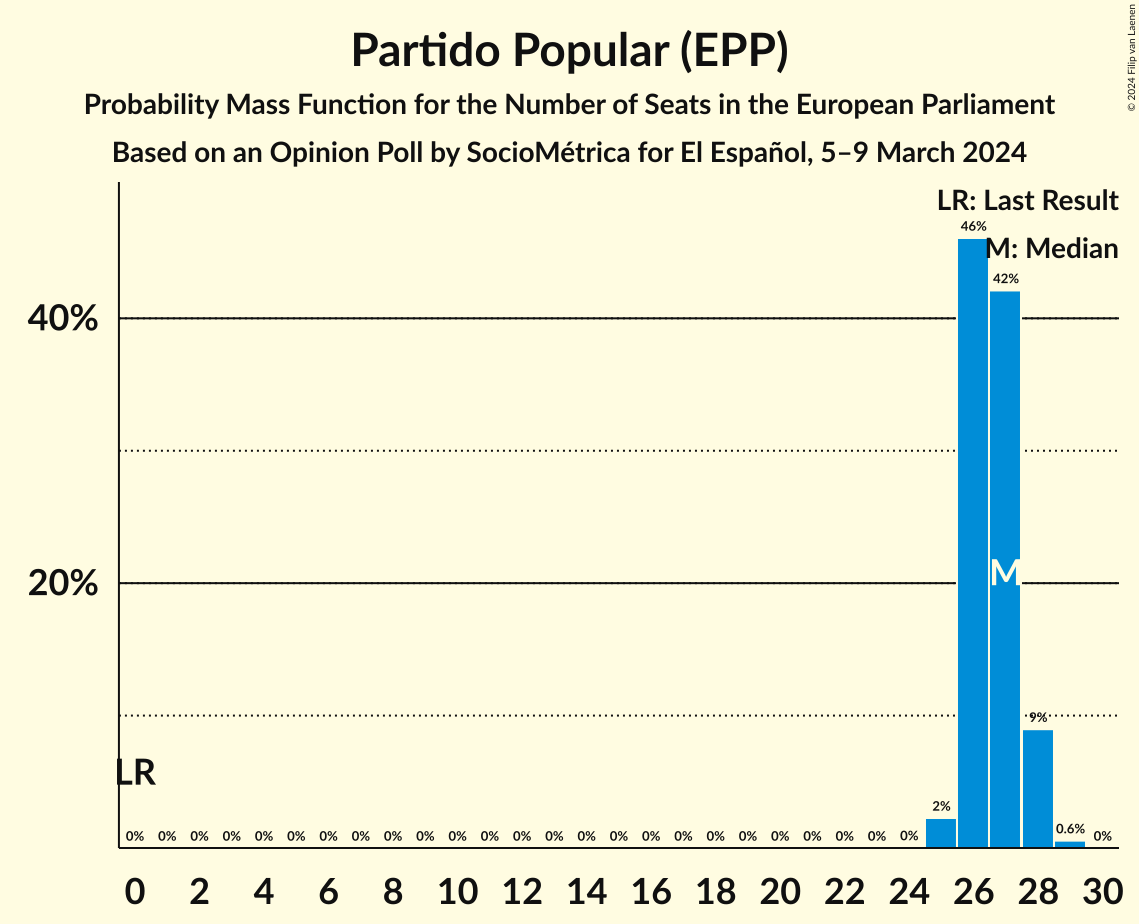 Partido Popular (EPP)
Probability Mass Function for the Number of Seats in the European Parliament
Based on an Opinion Poll by SocioMétrica for El Español, 5–9 March 2024
© 2024 Filip van Laenen
LR: Last Result
M: Median
46%
42%
40%
20%
M
9%
LR
2%
0.6%
0% 0% 0% 0% 0% 0% 0% 0% 0% 0% 0% 0% 0% 0% 0% 0% 0% 0% 0% 0% 0% 0% 0% 0% 0% 0%
0 2 4 6 8 10 12 14 16 18 20 22 24 26 28 30